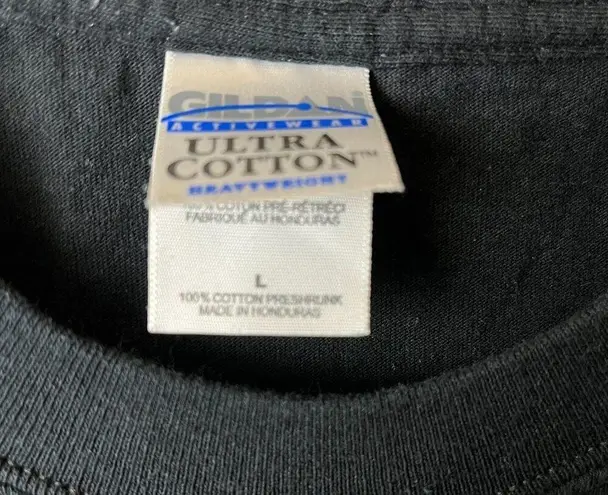 GILDAN
ACTIVEWEAR
ULTRA
COTTON™
HEAVYWEIGHT
100% COTON PRÉ-RÉTRÉCI
FABRIQUÉ AU HONDURAS
L
100% COTTON PRESHRUNK
MADE IN HONDURAS